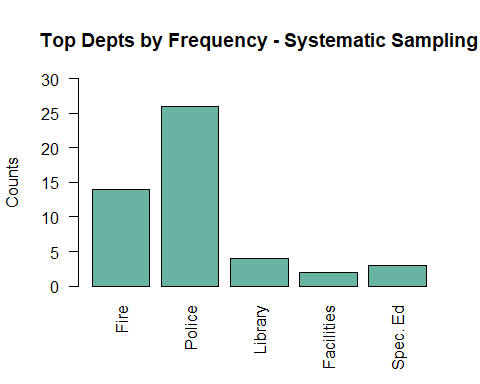 Top Depts by Frequency - Systematic Sampling
Counts
30
25
20
15
10
5
0
Fire
Police
Library
Facilities
Spec. Ed